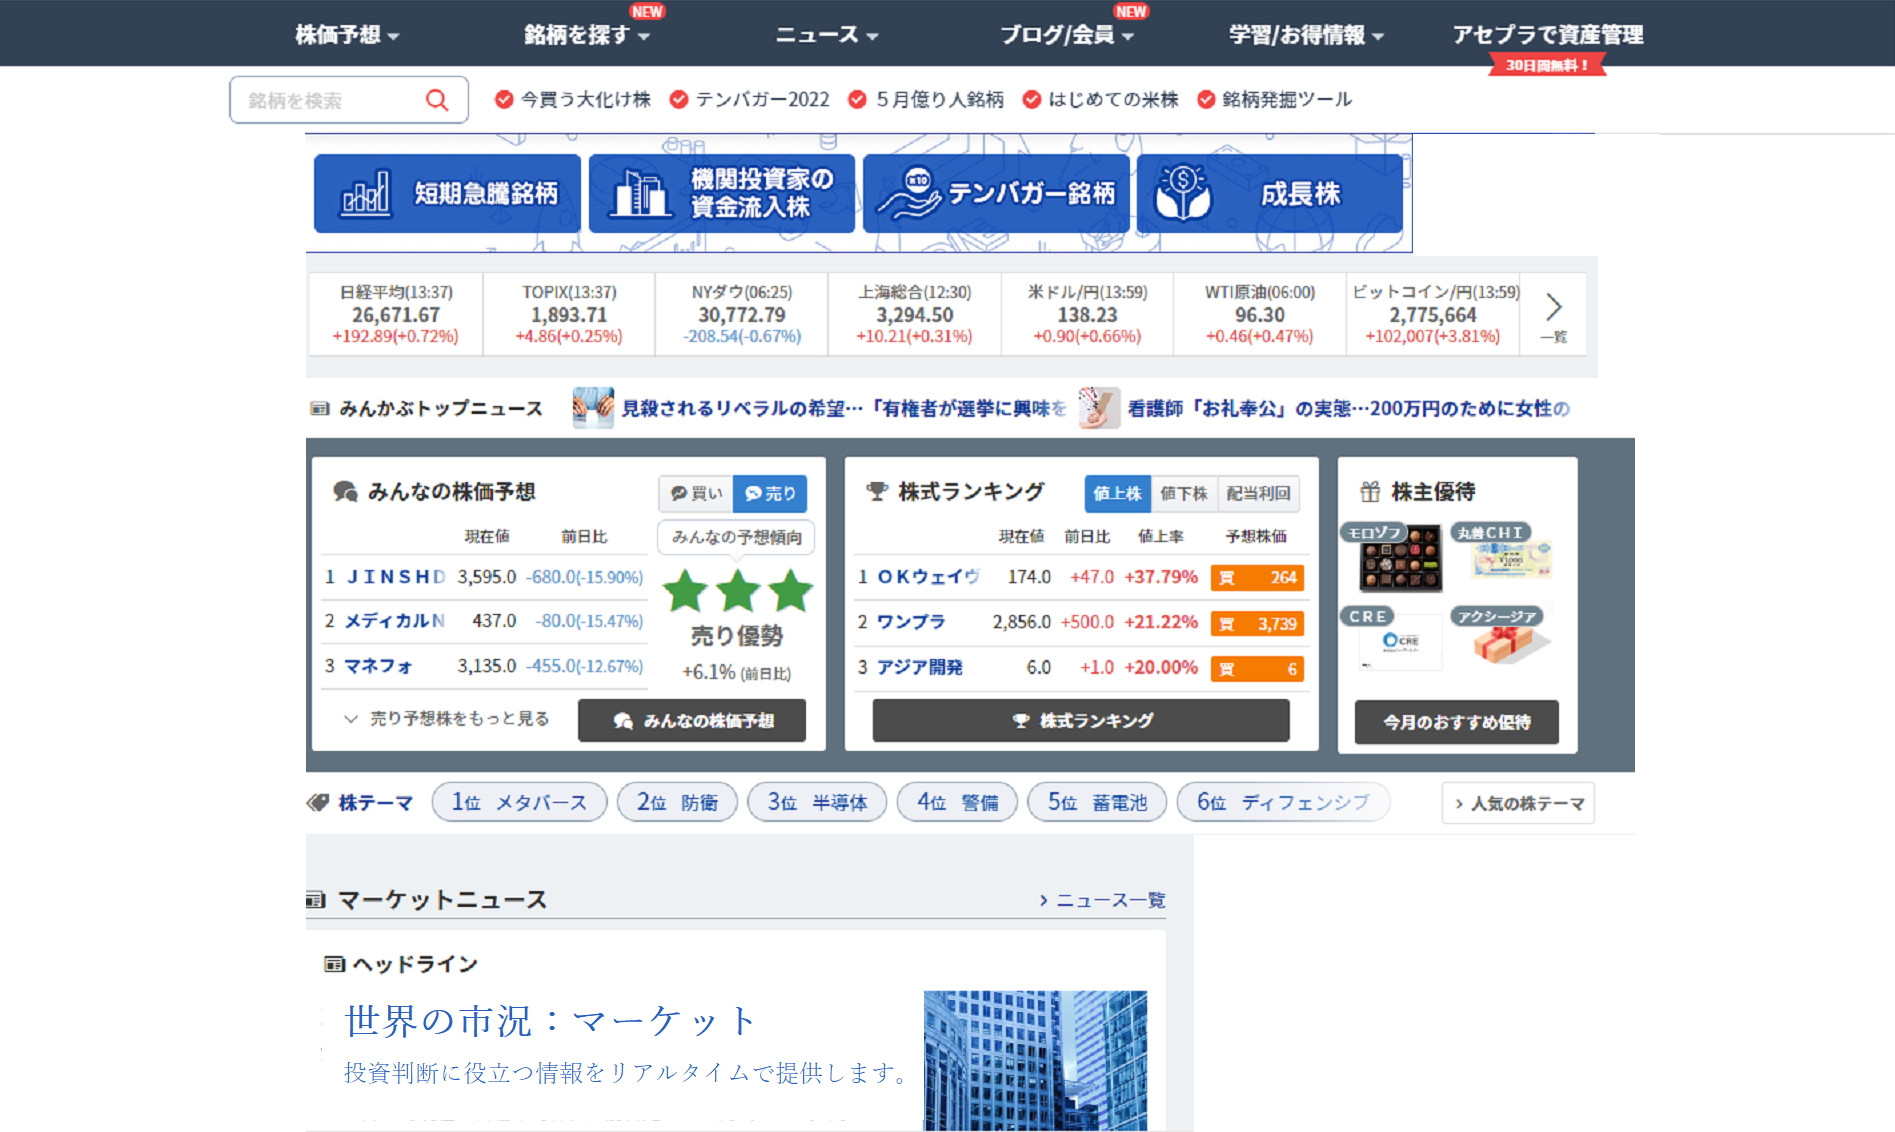 株価予想
銘柄を探す
NEW
ニュース
ブログ/会員
NEW
学習/お得情報
アセプラで資産管理
30日間無料！
銘柄を検索
今買う大化け株
テンバガー2022
５月億り人銘柄
はじめての米株
銘柄発掘ツール
短期急騰銘柄
機関投資家の
資金流入株
×10
テンバガー銘柄
成長株
日経平均(13:37)
26,671.67
+192.89(+0.72%)
TOPIX(13:37)
1,893.71
+4.86(+0.25%)
NYダウ(06:25)
30,772.79
-208.54(-0.67%)
上海総合(12:30)
3,294.50
+10.21(+0.31%)
米ドル/円(13:59)
138.23
+0.90(+0.66%)
WTI原油(06:00)
96.30
+0.46(+0.47%)
ビットコイン/円(13:59)
2,775,664
+102,007(+3.81%)
一覧
みんかぶトップニュース
見殺されるリベラルの希望…「有権者が選挙に興味を
看護師「お礼奉公」の実態…200万円のために女性の
みんなの株価予想
買い 売り
現在値 前日比
1 ＪＩＮＳＨＤ 3,595.0 -680.0(-15.90%)
2 メディカルN 437.0 -80.0(-15.47%)
3 マネフォ 3,135.0 -455.0(-12.67%)
みんなの予想傾向
売り優勢
+6.1% (前日比)
売り予想株をもっと見る
みんなの株価予想
株式ランキング
値上株 値下株 配当利回
現在値 前日比 値上率 予想株価
1 ＯＫウェイヴ 174.0 +47.0 +37.79% 買 264
2 ワンプラ 2,856.0 +500.0 +21.22% 買 3,739
3 アジア開発 6.0 +1.0 +20.00% 買 6
株式ランキング
株主優待
モロゾフ
丸善ＣＨＩ
ＣＲＥ
CRE
アクシージア
今月のおすすめ優待
株テーマ
1位 メタバース
2位 防衛
3位 半導体
4位 警備
5位 蓄電池
6位 ディフェンシブ
人気の株テーマ
マーケットニュース
ニュース一覧
ヘッドライン
世界の市況：マーケット
投資判断に役立つ情報をリアルタイムで提供します。